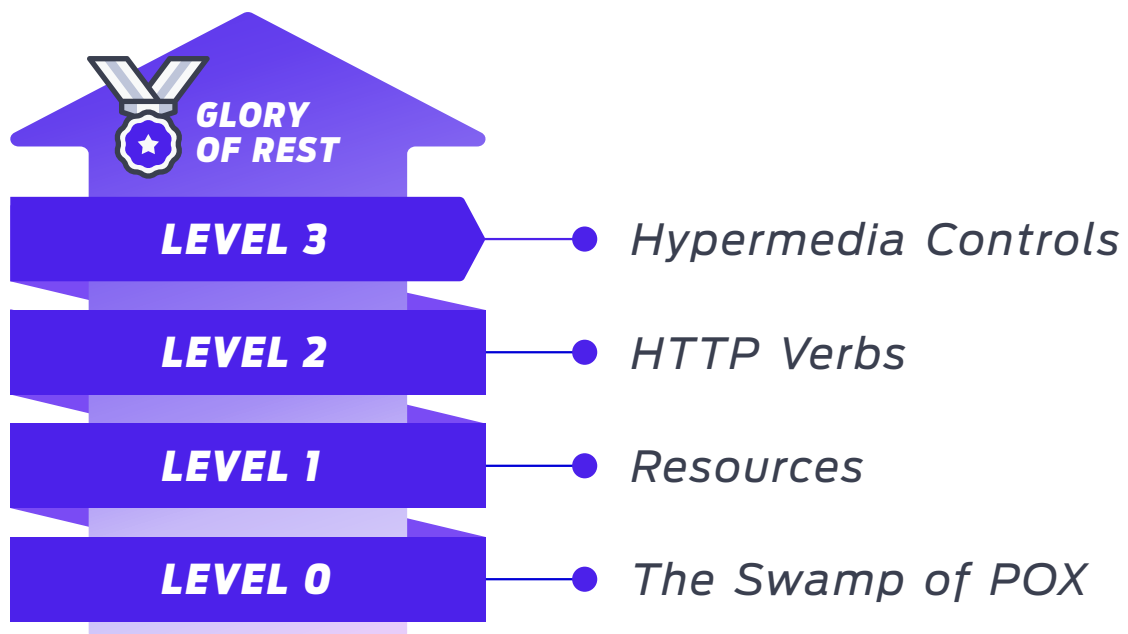 GLORY
OF REST
LEVEL 3
Hypermedia Controls
LEVEL 2
HTTP Verbs
LEVEL 1
Resources
LEVEL 0
The Swamp of POX